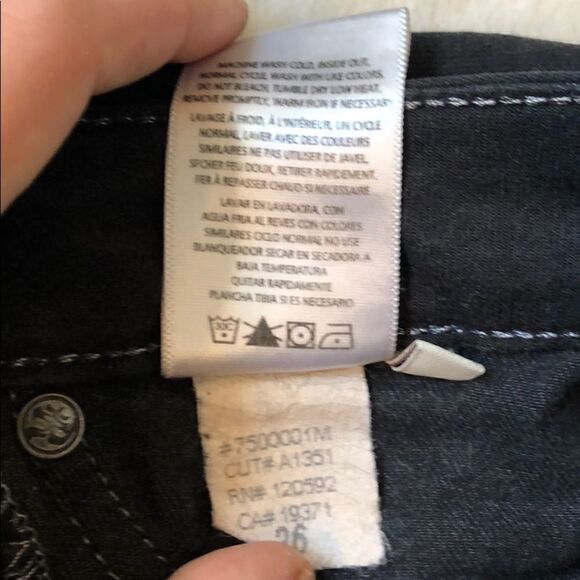 MACHINE WASH COLD, INSIDE OUT,
NORMAL CYCLE, WASH WITH LIKE COLORS.
DO NOT BLEACH, TUMBLE DRY LOW HEAT.
REMOVE PROMPTLY, WARM IRON IF NECESSARY
LAVAGE À FROID, À L'INTÉRIEUR, UN CYCLE
NORMAL, LAVER AVEC DES COULEURS
SIMILAIRES NE PAS UTILISER DE JAVEL,
SÉCHER FEU DOUX, RETIRER RAPIDEMENT.
FER À REPASSER CHAUD SI NÉCESSAIRE
LAVAR EN LAVADORA, CON
AGUA FRIA AL REVES CON COLORES
SIMILARES CICLO NORMAL NO USE
BLANQUEADOR SECAR EN SECADORA A
BAJA TEMPERATURA
QUITAR RAPIDAMENTE
PLANCHA TIBIA SI ES NECESARIO
30C
#7500001M
CUT# A1351
RN# 120592
CA# 19371
26